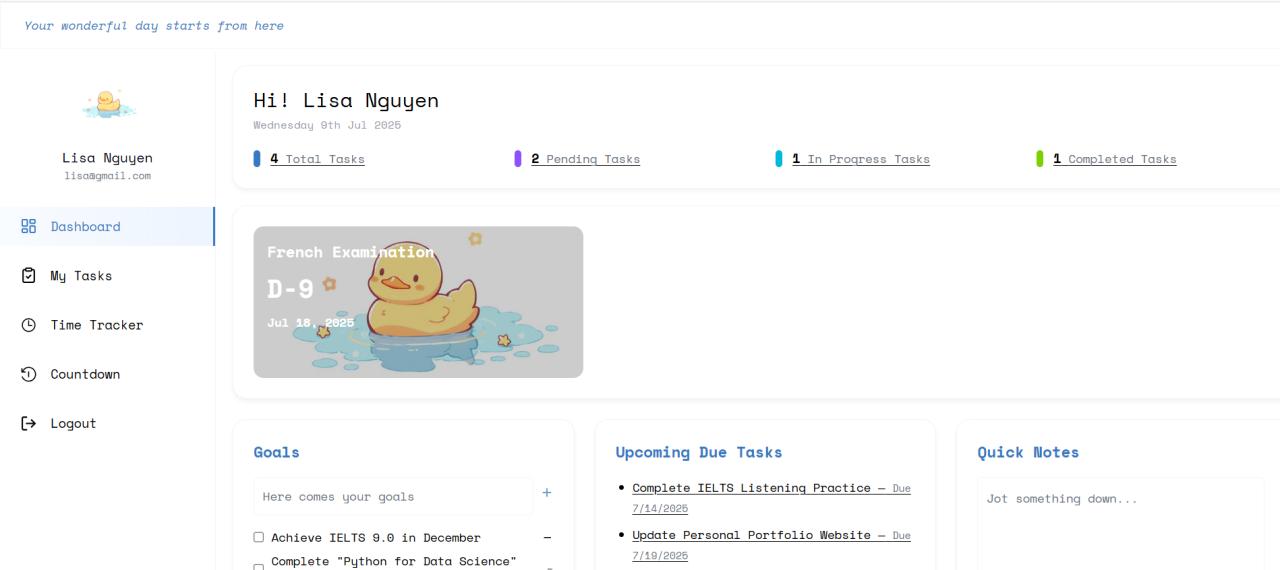 Your wonderful day starts from here
Lisa Nguyen
lisa@gmail.com
Dashboard
My Tasks
Time Tracker
Countdown
Logout
Hi! Lisa Nguyen
Wednesday 9th Jul 2025
4 Total Tasks
2 Pending Tasks
1 In Progress Tasks
1 Completed Tasks
French Examination
D-9
Jul 18, 2025
Goals
Here comes your goals
+
Achieve IELTS 9.0 in December –
Complete "Python for Data Science"
Upcoming Due Tasks
Complete IELTS Listening Practice — Due
7/14/2025
Update Personal Portfolio Website — Due
7/19/2025
Quick Notes
Jot something down...